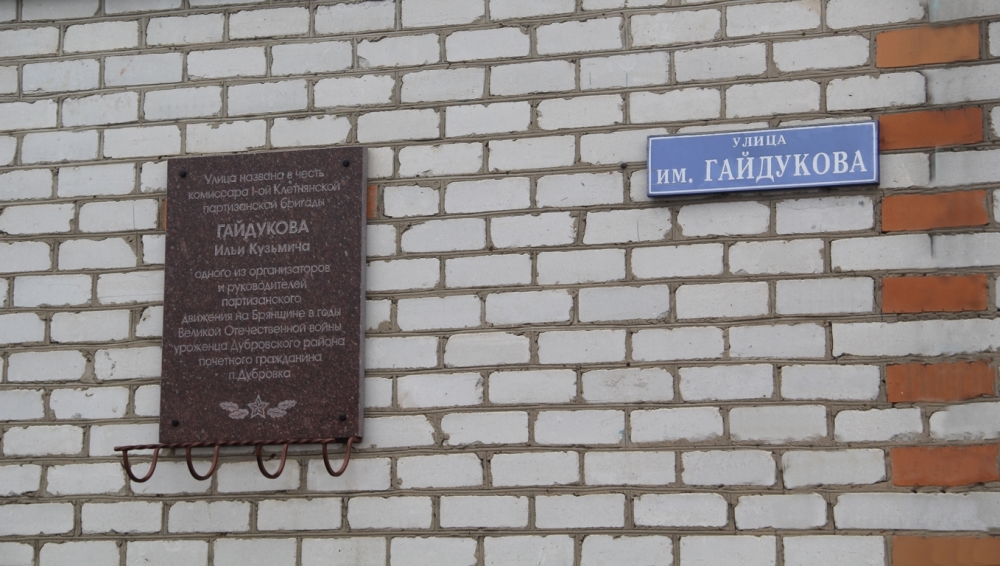 Улица названа в честь
комиссара 1-ой Клетнянской
партизанской бригады
ГАЙДУКОВА
Ильи Кузьмича
одного из организаторов
и руководителей
партизанского
движения на Брянщине в годы
Великой Отечественной войны
уроженца Дубровского района
почетного гражданина
п.Дубровка
УЛИЦА
им. ГАЙДУКОВА